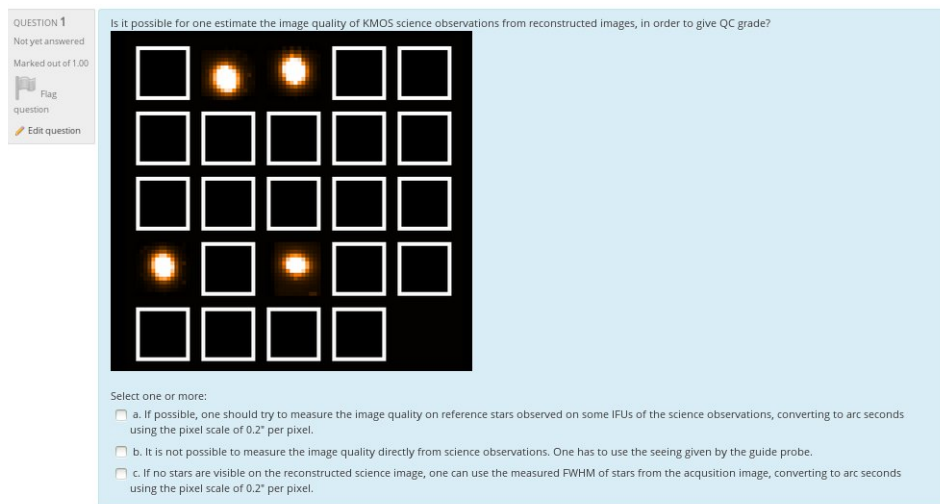 QUESTION 1
Not yet answered
Marked out of 1.00
Flag
question
Edit question
Is it possible for one estimate the image quality of KMOS science observations from reconstructed images, in order to give QC grade?
Select one or more:
a. If possible, one should try to measure the image quality on reference stars observed on some IFUs of the science observations, converting to arc seconds
using the pixel scale of 0.2" per pixel.
b. It is not possible to measure the image quality directly from science observations. One has to use the seeing given by the guide probe.
c. If no stars are visible on the reconstructed science image, one can use the measured FWHM of stars from the acqusition image, converting to arc seconds
using the pixel scale of 0.2" per pixel.